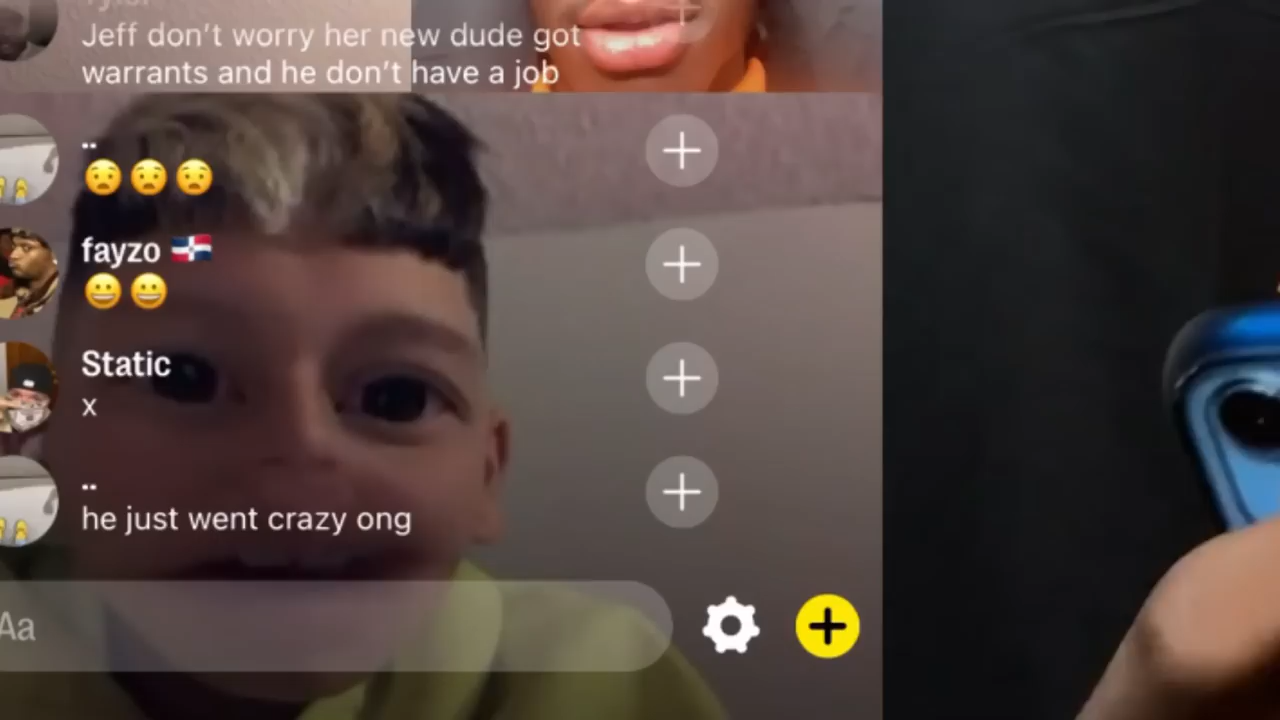 Tyler
Jeff don't worry her new dude got
warrants and he don't have a job
..
😧😧😧
fayzo 🇩🇴
😀😀
Static
x
..
he just went crazy ong
Aa